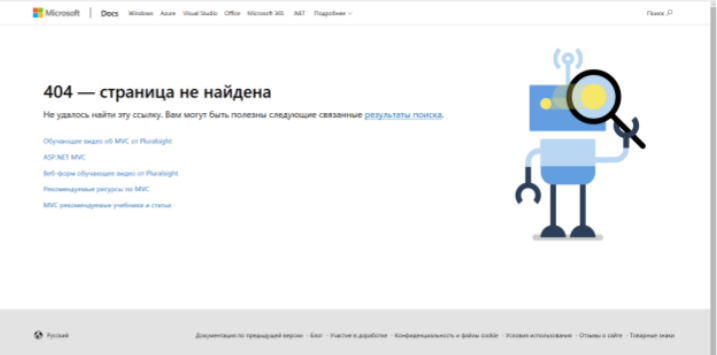 Microsoft | Docs Windows Azure Visual Studio Office Microsoft 365 .NET Подробнее Поиск
404 — страница не найдена
Не удалось найти эту ссылку. Вам могут быть полезны следующие связанные результаты поиска.
Обучающее видео об MVC от Pluralsight
ASP.NET MVC
Веб-форм обучающее видео от Pluralsight
Рекомендуемые ресурсы по MVC
MVC рекомендуемые учебники и статьи
Русский Документация по предыдущей версии · Блог · Участие в доработке · Конфиденциальность и файлы cookie · Условия использования · Отзывы о сайте · Товарные знаки